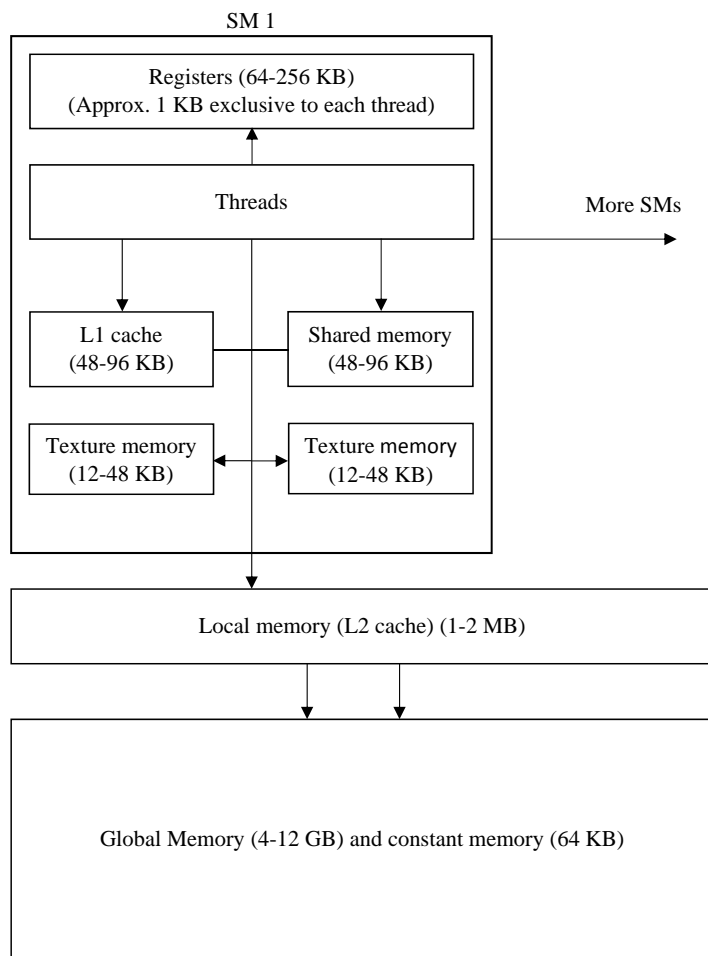 SM 1
Registers (64-256 KB)
(Approx. 1 KB exclusive to each thread)
Threads
More SMs
L1 cache
(48-96 KB)
Shared memory
(48-96 KB)
Texture memory
(12-48 KB)
Texture memory
(12-48 KB)
Local memory (L2 cache) (1-2 MB)
Global Memory (4-12 GB) and constant memory (64 KB)